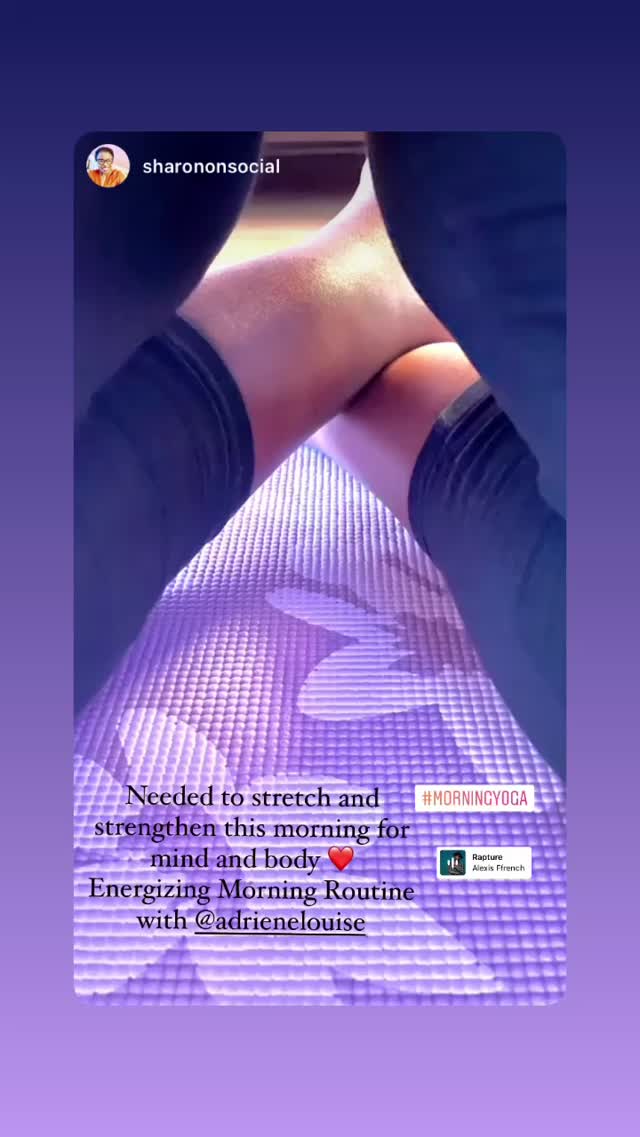 sharononsocial
Needed to stretch and
strengthen this morning for
mind and body ❤️
Energizing Morning Routine
with @adrienelouise
#MORNINGYOGA
Rapture
Alexis Ffrench